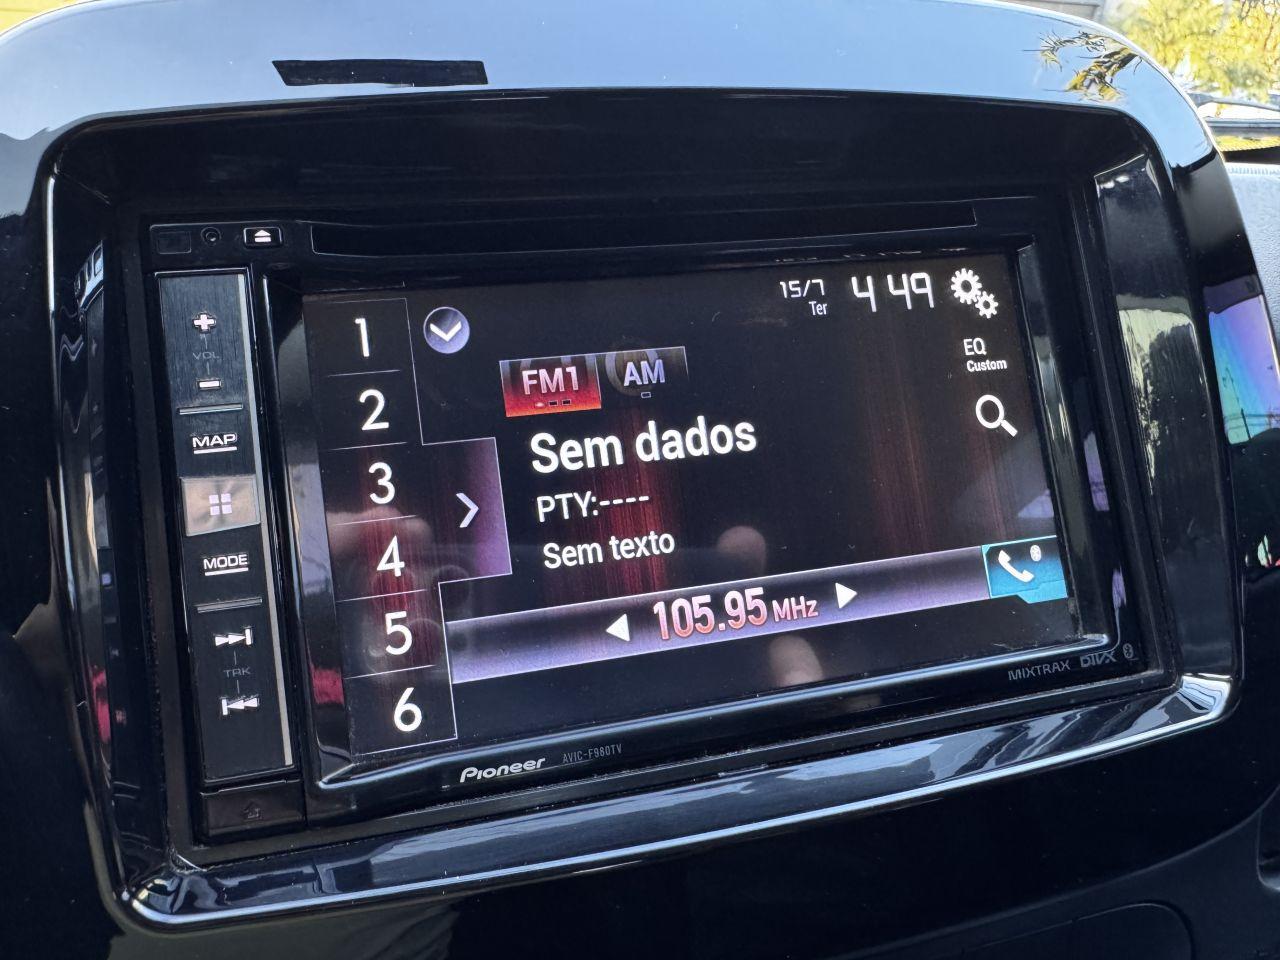 15/7
Ter
4 49
1
2
3
4
5
6
FM1
AM
EQ
Custom
Sem dados
PTY:----
Sem texto
105.95 MHz
VOL
MAP
MODE
TRK
Pioneer
AVIC-F980TV
MIXTRAX
DIVX